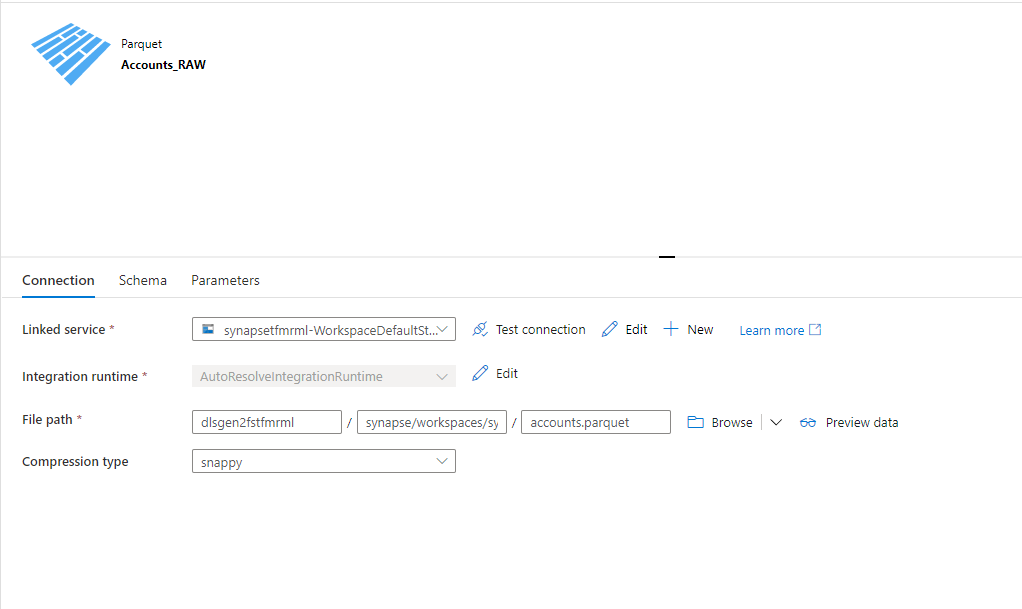 Parquet
Accounts_RAW
Connection Schema Parameters
Linked service * synapsetfmrml-WorkspaceDefaultSt... Test connection Edit New Learn more
Integration runtime * AutoResolveIntegrationRuntime Edit
File path * dlsgen2fstfmrml / synapse/workspaces/sy / accounts.parquet Browse Preview data
Compression type snappy